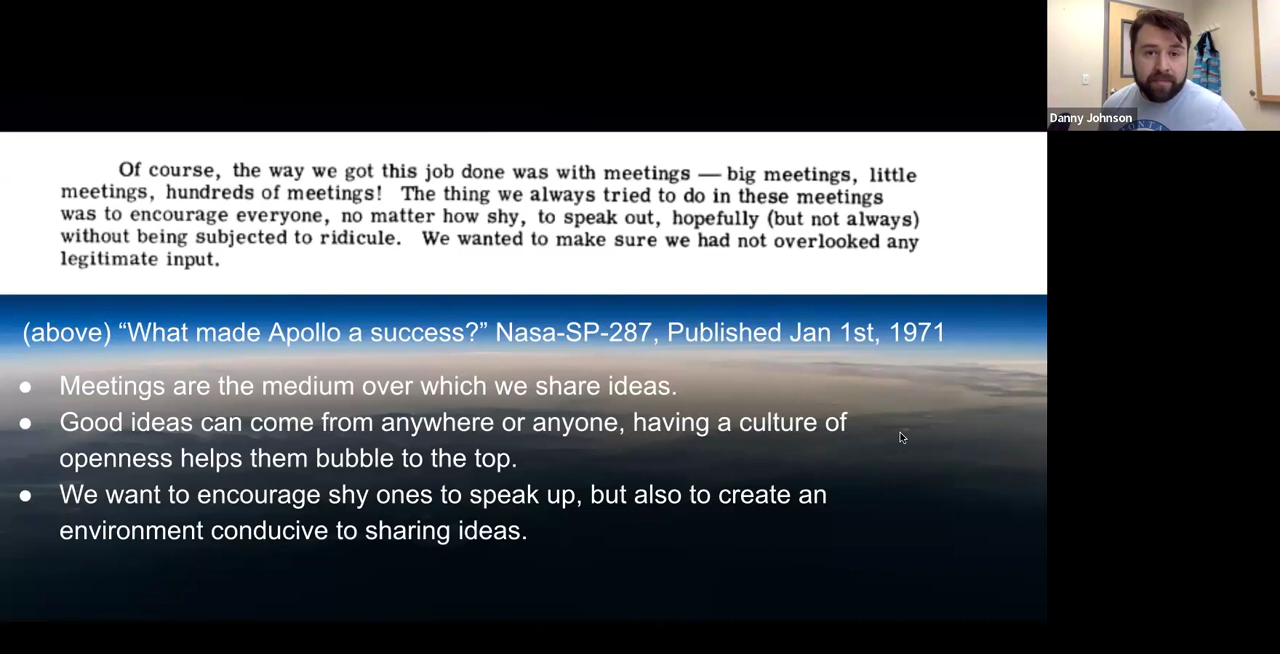 Of course, the way we got this job done was with meetings — big meetings, little
meetings, hundreds of meetings! The thing we always tried to do in these meetings
was to encourage everyone, no matter how shy, to speak out, hopefully (but not always)
without being subjected to ridicule. We wanted to make sure we had not overlooked any
legitimate input.
(above) “What made Apollo a success?” Nasa-SP-287, Published Jan 1st, 1971
● Meetings are the medium over which we share ideas.
● Good ideas can come from anywhere or anyone, having a culture of
openness helps them bubble to the top.
● We want to encourage shy ones to speak up, but also to create an
environment conducive to sharing ideas.
Danny Johnson